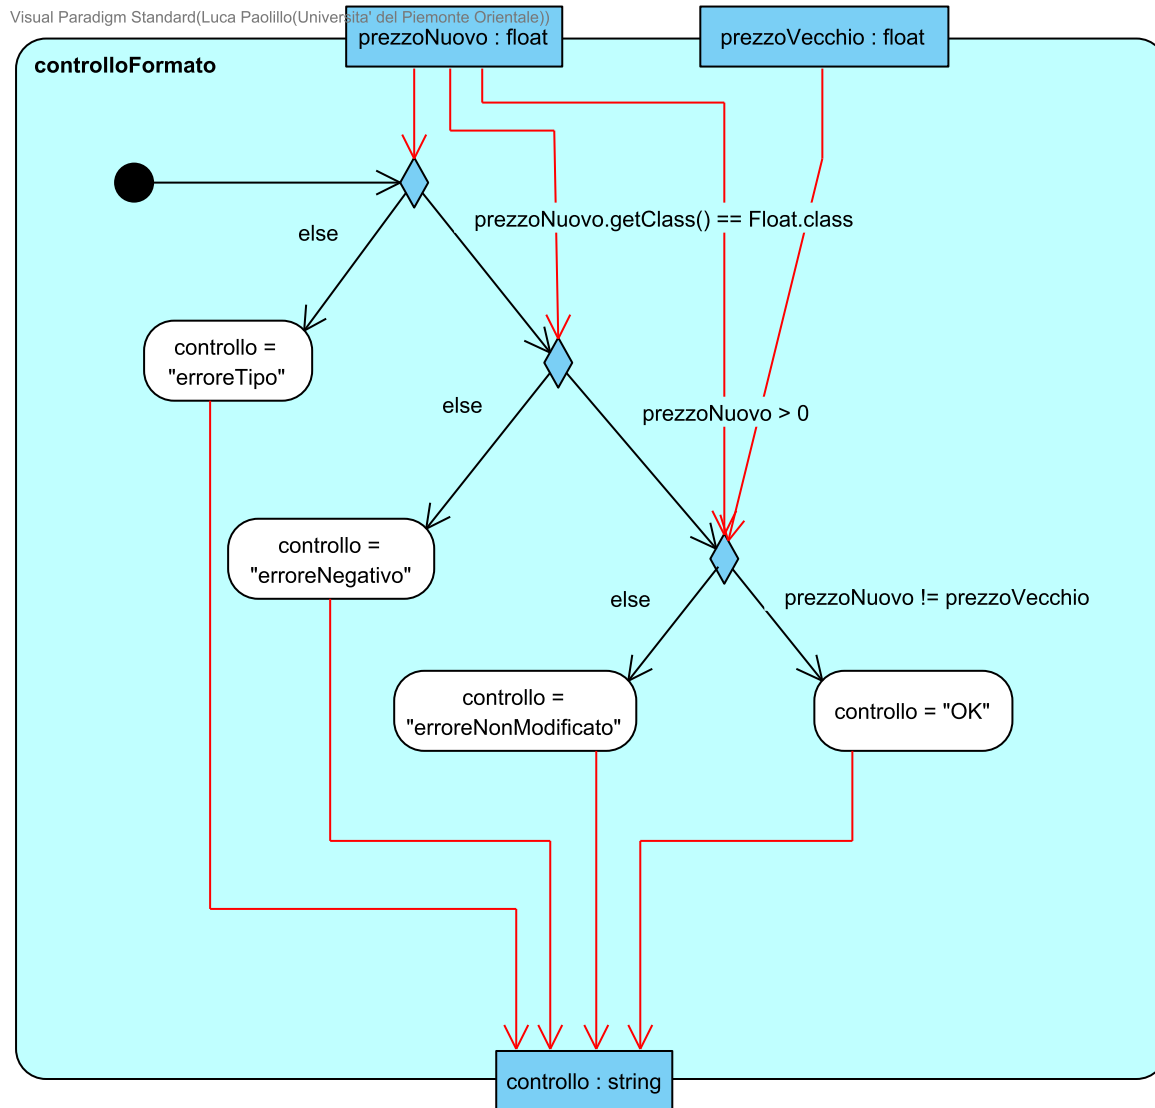 Visual Paradigm Standard(Luca Paolillo(Universita' del Piemonte Orientale))
prezzoNuovo : float
prezzoVecchio : float
controlloFormato
prezzoNuovo.getClass() == Float.class
else
controllo =
"erroreTipo"
else
prezzoNuovo > 0
controllo =
"erroreNegativo"
else
prezzoNuovo != prezzoVecchio
controllo =
"erroreNonModificato"
controllo = "OK"
controllo : string